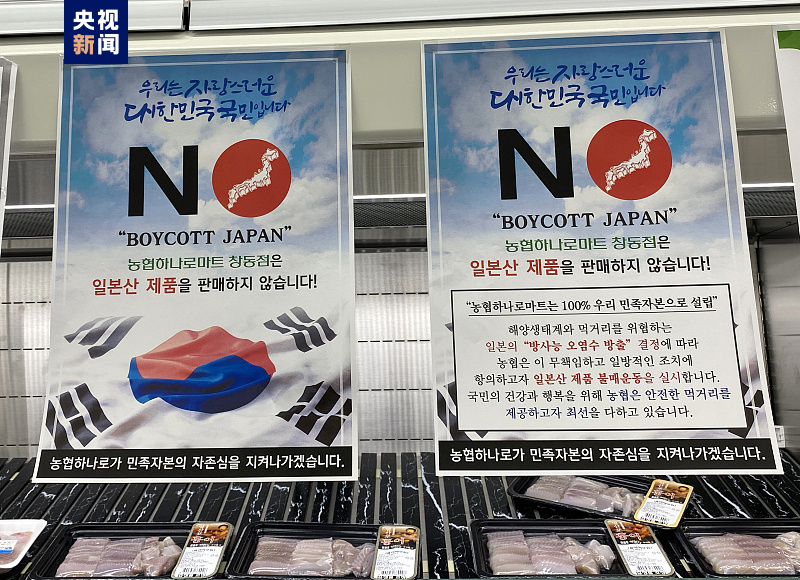 央视
新闻
우리는 자랑스러운
대한민국 국민입니다
NO
“BOYCOTT JAPAN”
농협하나로마트 창동점은
일본산 제품을 판매하지 않습니다!
농협하나로가 민족자본의 자존심을 지켜나가겠습니다.
우리는 자랑스러운
대한민국 국민입니다
NO
“BOYCOTT JAPAN”
농협하나로마트 창동점은
일본산 제품을 판매하지 않습니다!
“농협하나로마트는 100% 우리 민족자본으로 설립”
해양생태계와 먹거리를 위협하는
일본의 “방사능 오염수 방출” 결정에 따라
농협은 이 무책임하고 일방적인 조치에
항의하고자 일본산 제품 불매운동을 실시합니다.
국민의 건강과 행복을 위해 농협은 안전한 먹거리를
제공하고자 최선을 다하고 있습니다.
농협하나로가 민족자본의 자존심을 지켜나가겠습니다.